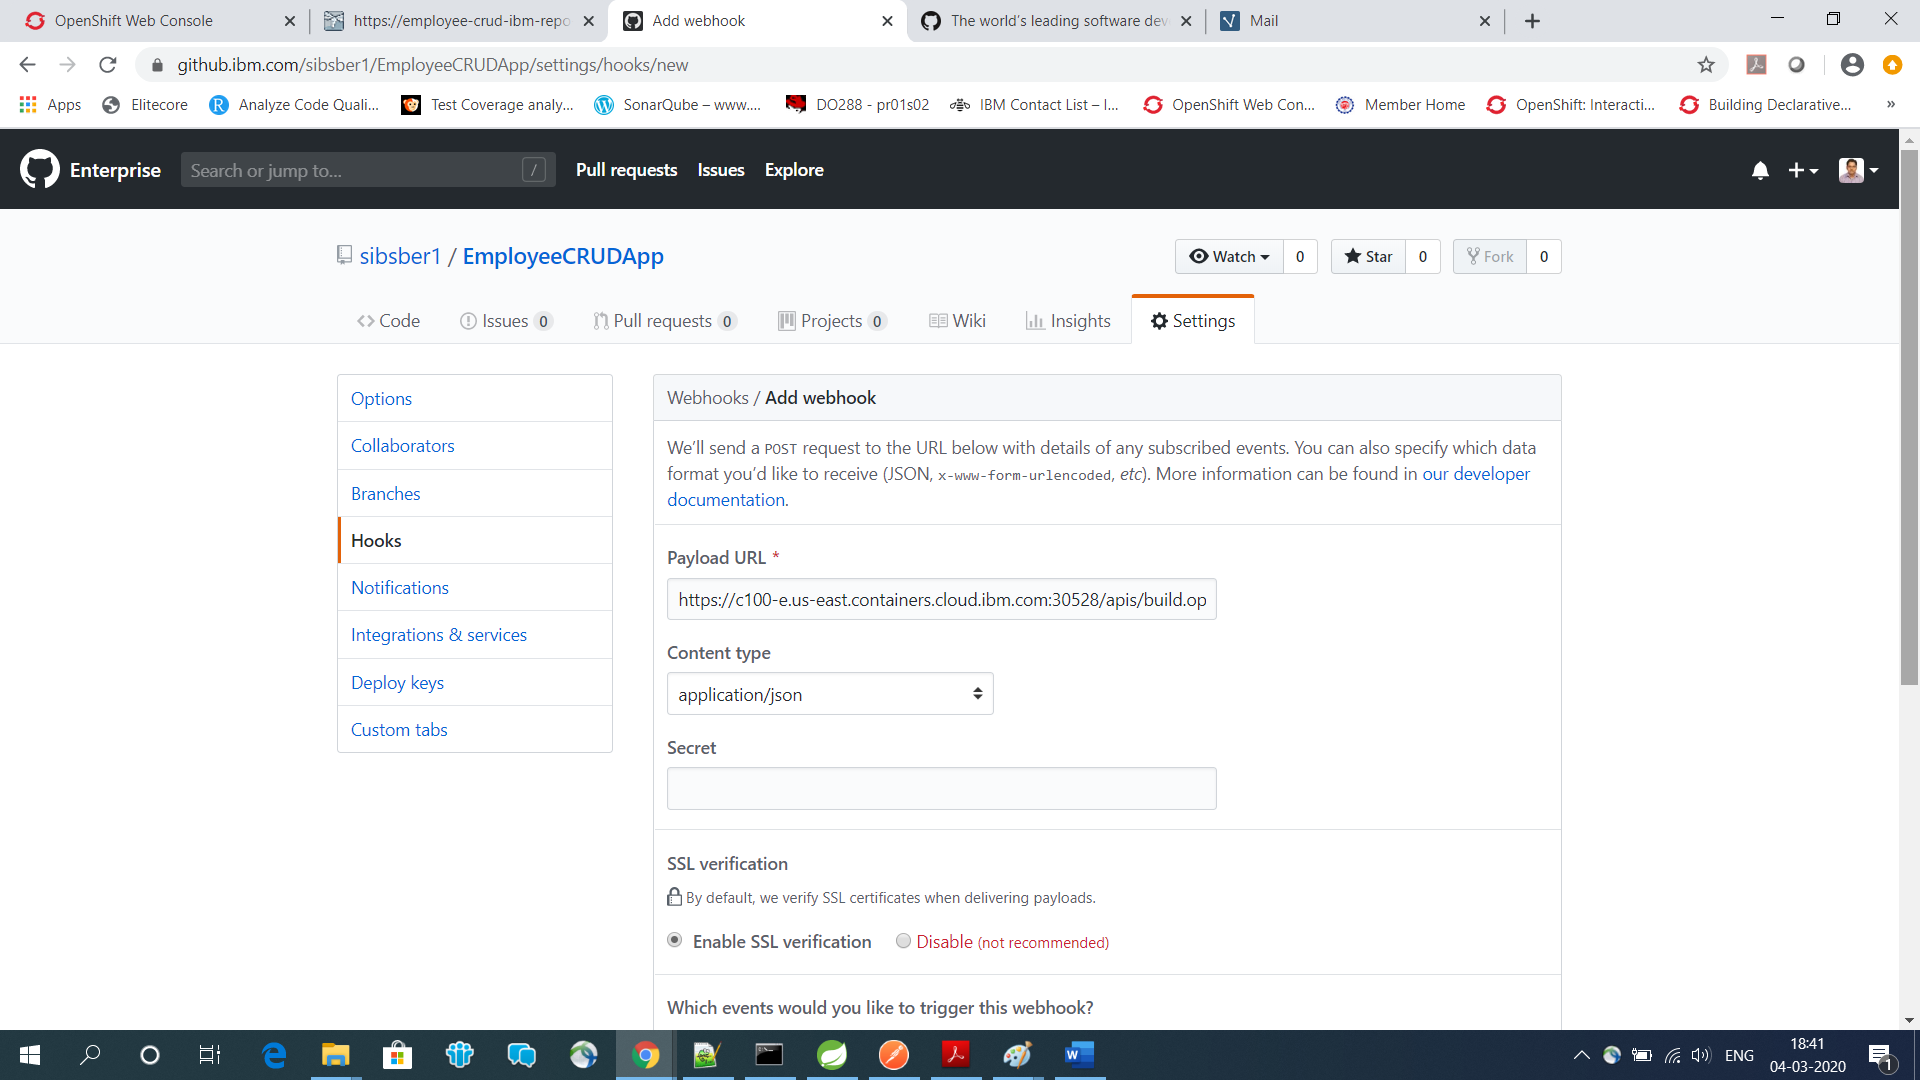 OpenShift Web Console
https://employee-crud-ibm-repo
Add webhook
The world's leading software dev
Mail
github.ibm.com/sibsber1/EmployeeCRUDApp/settings/hooks/new
Apps
Elitecore
Analyze Code Quali...
Test Coverage analy...
SonarQube – www....
DO288 - pr01s02
IBM Contact List – I...
OpenShift Web Con...
Member Home
OpenShift: Interacti...
Building Declarative...
»
Enterprise
Search or jump to...
/
Pull requests
Issues
Explore
sibsber1 / EmployeeCRUDApp
Watch 0
Star 0
Fork 0
Code
Issues 0
Pull requests 0
Projects 0
Wiki
Insights
Settings
Options
Collaborators
Branches
Hooks
Notifications
Integrations & services
Deploy keys
Custom tabs
Webhooks / Add webhook
We'll send a POST request to the URL below with details of any subscribed events. You can also specify which data
format you'd like to receive (JSON, x-www-form-urlencoded, etc). More information can be found in our developer
documentation.
Payload URL *
https://c100-e.us-east.containers.cloud.ibm.com:30528/apis/build.op
Content type
application/json
Secret
SSL verification
By default, we verify SSL certificates when delivering payloads.
Enable SSL verification
Disable (not recommended)
Which events would you like to trigger this webhook?
ENG
18:41
04-03-2020
1